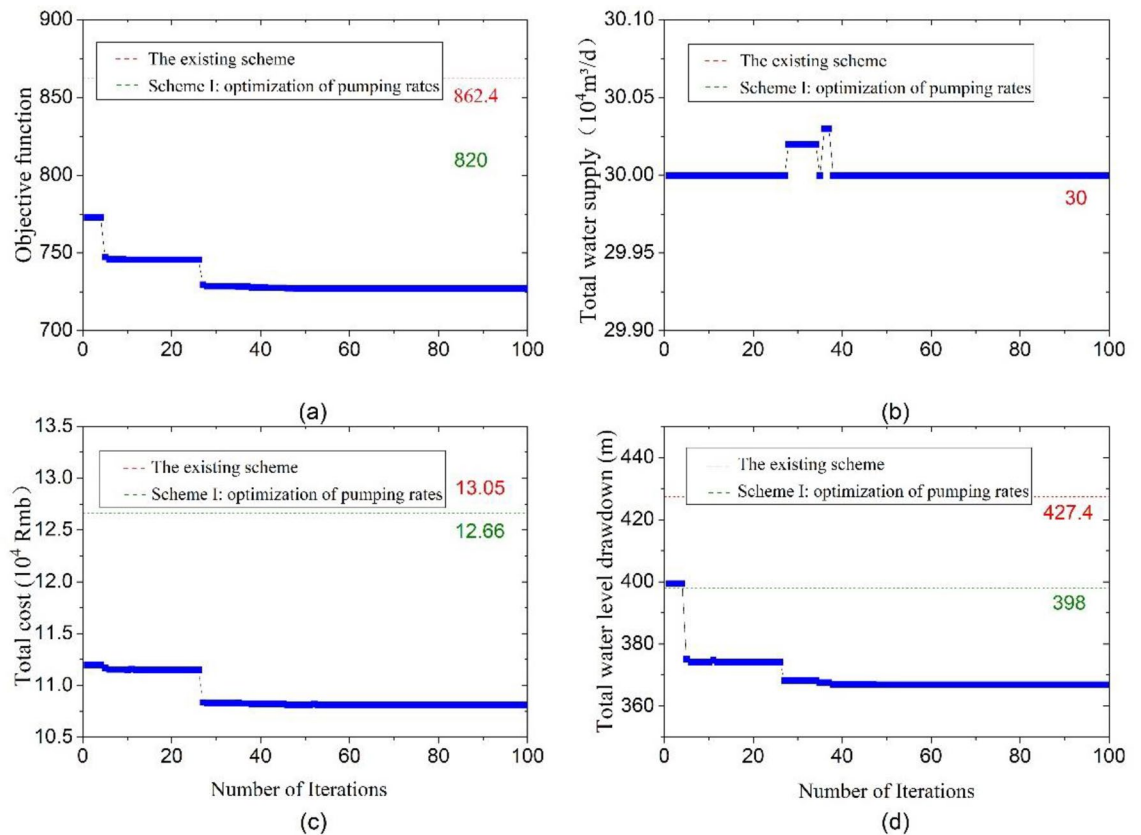 900
850
800
750
700
Objective function
The existing scheme
Scheme I: optimization of pumping rates
862.4
820
0 20 40 60 80 100
(a)
30.10
30.05
30.00
29.95
29.90
Total water supply（10⁴m³/d）
The existing scheme
Scheme I: optimization of pumping rates
30
0 20 40 60 80 100
(b)
13.5
13.0
12.5
12.0
11.5
11.0
10.5
Total cost (10⁴ Rmb)
The existing scheme
Scheme I: optimization of pumping rates
13.05
12.66
0 20 40 60 80 100
Number of Iterations
(c)
440
420
400
380
360
Total water level drawdown (m)
The existing scheme
Scheme I: optimization of pumping rates
427.4
398
0 20 40 60 80 100
Number of Iterations
(d)